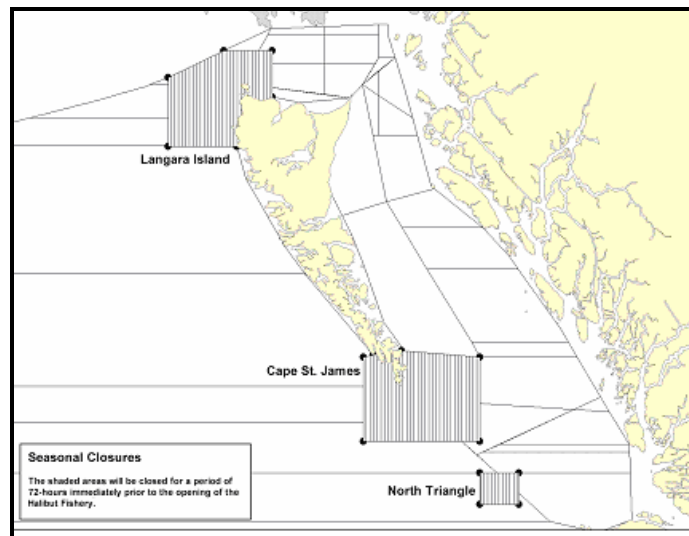 Langara Island
Cape St. James
Seasonal Closures
The shaded areas will be closed for a period of
72-hours immediately prior to the opening of the
Halibut Fishery.
North Triangle